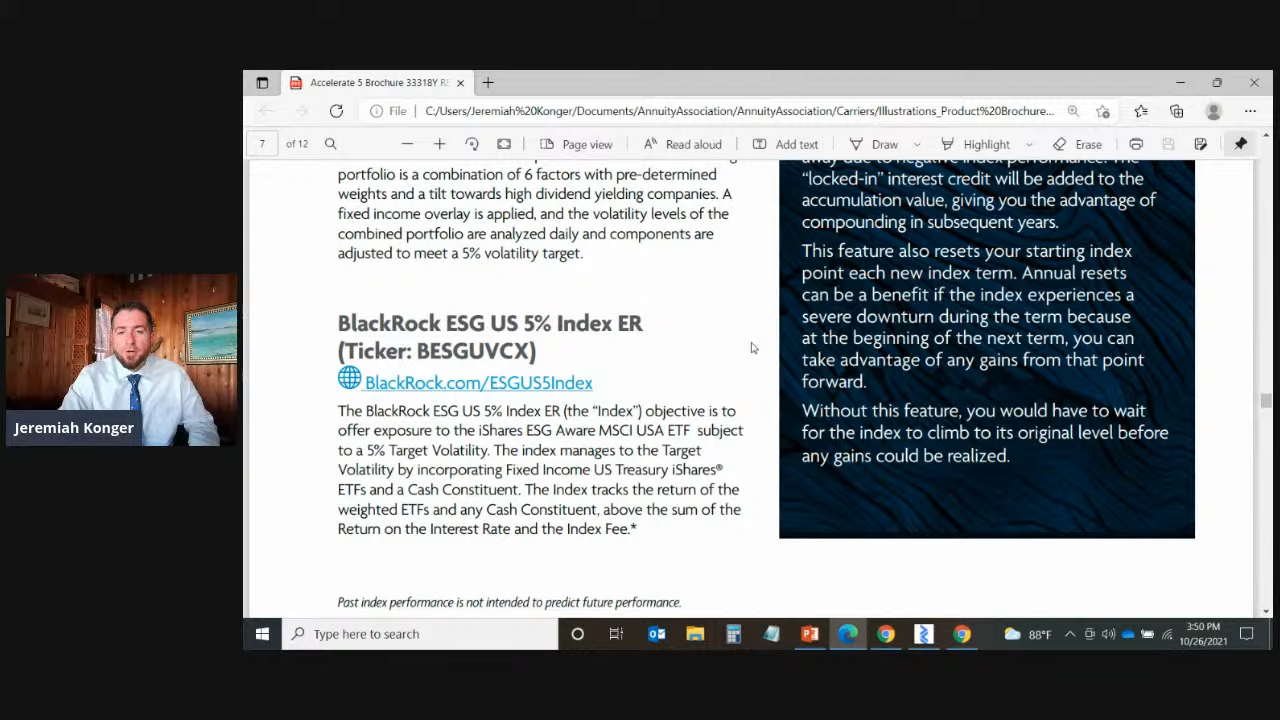 Accelerate 5 Brochure 33318Y RE
File
C:/Users/Jeremiah%20Konger/Documents/AnnuityAssociation/AnnuityAssociation/Carriers/Illustrations_Product%20Brochure...
7 of 12
Page view
Read aloud
Add text
Draw
Highlight
Erase
portfolio is a combination of 6 factors with pre-determined
weights and a tilt towards high dividend yielding companies. A
fixed income overlay is applied, and the volatility levels of the
combined portfolio are analyzed daily and components are
adjusted to meet a 5% volatility target.
BlackRock ESG US 5% Index ER
(Ticker: BESGUVCX)
BlackRock.com/ESGUS5Index
The BlackRock ESG US 5% Index ER (the “Index”) objective is to
offer exposure to the iShares ESG Aware MSCI USA ETF subject
to a 5% Target Volatility. The index manages to the Target
Volatility by incorporating Fixed Income US Treasury iShares®
ETFs and a Cash Constituent. The Index tracks the return of the
weighted ETFs and any Cash Constituent, above the sum of the
Return on the Interest Rate and the Index Fee.*
Past index performance is not intended to predict future performance.
away due to negative index performance. The
“locked-in” interest credit will be added to the
accumulation value, giving you the advantage of
compounding in subsequent years.
This feature also resets your starting index
point each new index term. Annual resets
can be a benefit if the index experiences a
severe downturn during the term because
at the beginning of the next term, you can
take advantage of any gains from that point
forward.
Without this feature, you would have to wait
for the index to climb to its original level before
any gains could be realized.
Jeremiah Konger
Type here to search
88°F
3:50 PM
10/26/2021